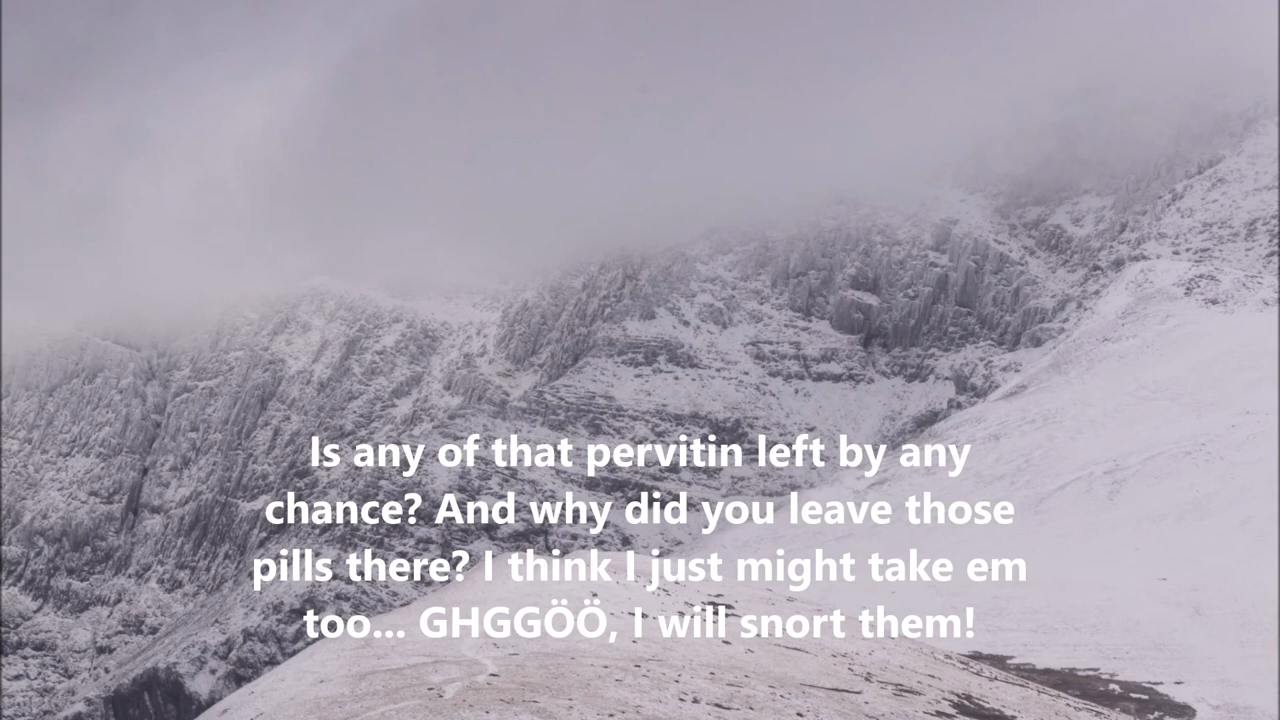 Is any of that pervitin left by any
chance? And why did you leave those
pills there? I think I just might take em
too... GHGGÖÖ, I will snort them!